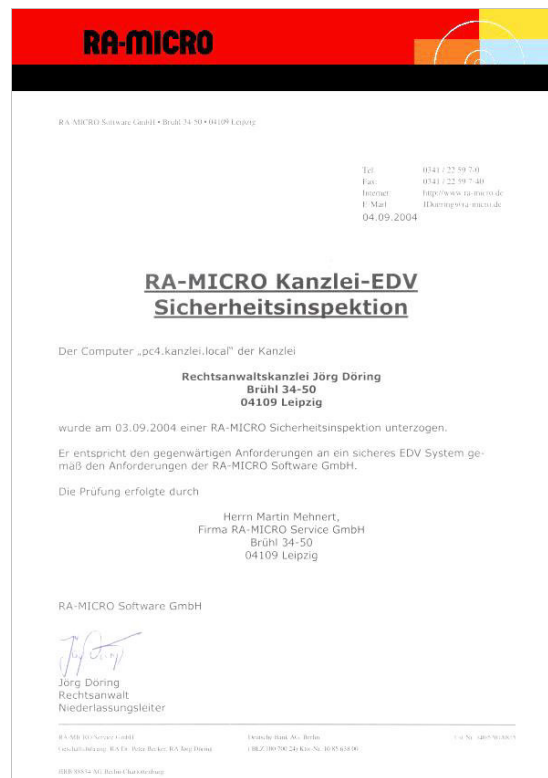 RA-MICRO
RA-MICRO Software GmbH • Brühl 34-50 • 04109 Leipzig
Tel: 0341 / 22 59 7-0
Fax: 0341 / 22 59 7-40
Internet: http://www.ra-micro.de
E-Mail
04.09.2004
RA-MICRO Kanzlei-EDV
Sicherheitsinspektion
Der Computer „pc4.kanzlei.local" der Kanzlei
Rechtsanwaltskanzlei Jörg Döring
Brühl 34-50
04109 Leipzig
wurde am 03.09.2004 einer RA-MICRO Sicherheitsinspektion unterzogen.
Er entspricht den gegenwärtigen Anforderungen an ein sicheres EDV System ge-
mäß den Anforderungen der RA-MICRO Software GmbH.
Die Prüfung erfolgte durch
Herrn Martin Mehnert,
Firma RA-MICRO Service GmbH
Brühl 34-50
04109 Leipzig
RA-MICRO Software GmbH
Jörg Döring
Rechtsanwalt
Niederlassungsleiter
Deutsche Bank AG, Berlin